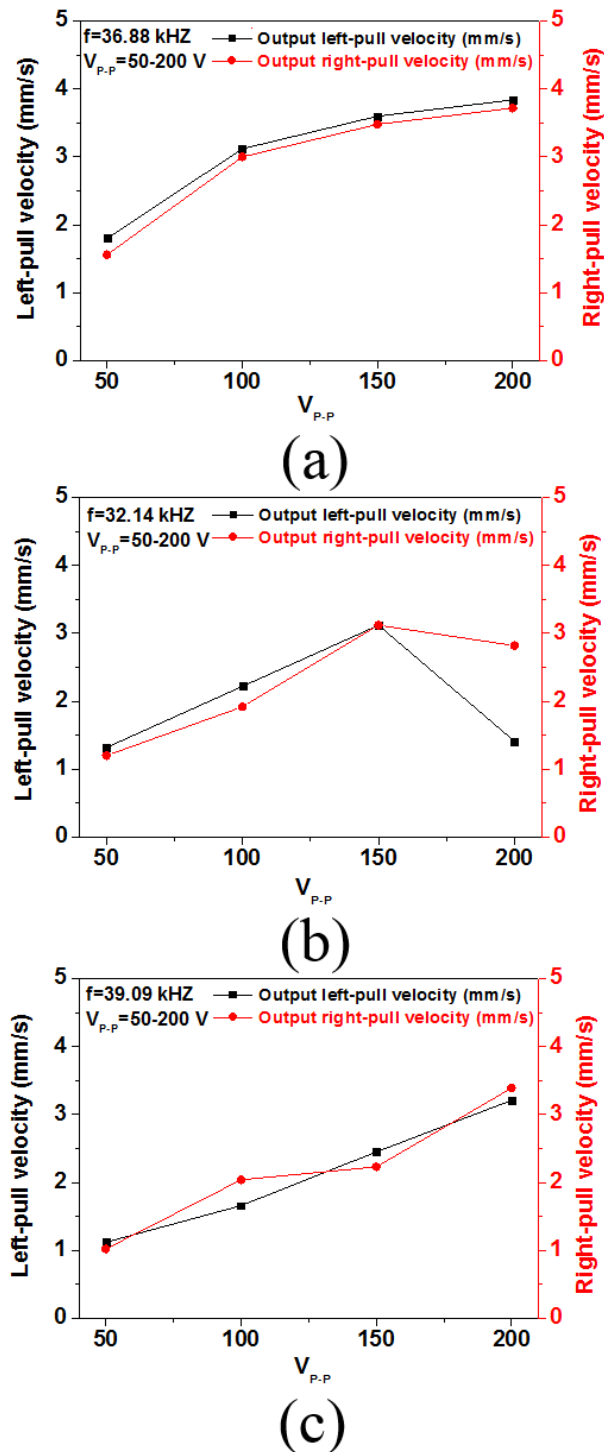 f=36.88 kHZ
V_P-P=50-200 V
Output left-pull velocity (mm/s)
Output right-pull velocity (mm/s)
Left-pull velocity (mm/s)
5
4
3
2
1
0
50
100
150
200
V_P-P
5
4
3
2
1
0
Right-pull velocity (mm/s)
(a)
f=32.14 kHZ
V_P-P=50-200 V
Output left-pull velocity (mm/s)
Output right-pull velocity (mm/s)
Left-pull velocity (mm/s)
5
4
3
2
1
0
50
100
150
200
V_P-P
5
4
3
2
1
0
Right-pull velocity (mm/s)
(b)
f=39.09 kHZ
V_P-P=50-200 V
Output left-pull velocity (mm/s)
Output right-pull velocity (mm/s)
Left-pull velocity (mm/s)
5
4
3
2
1
0
50
100
150
200
V_P-P
5
4
3
2
1
0
Right-pull velocity (mm/s)
(c)